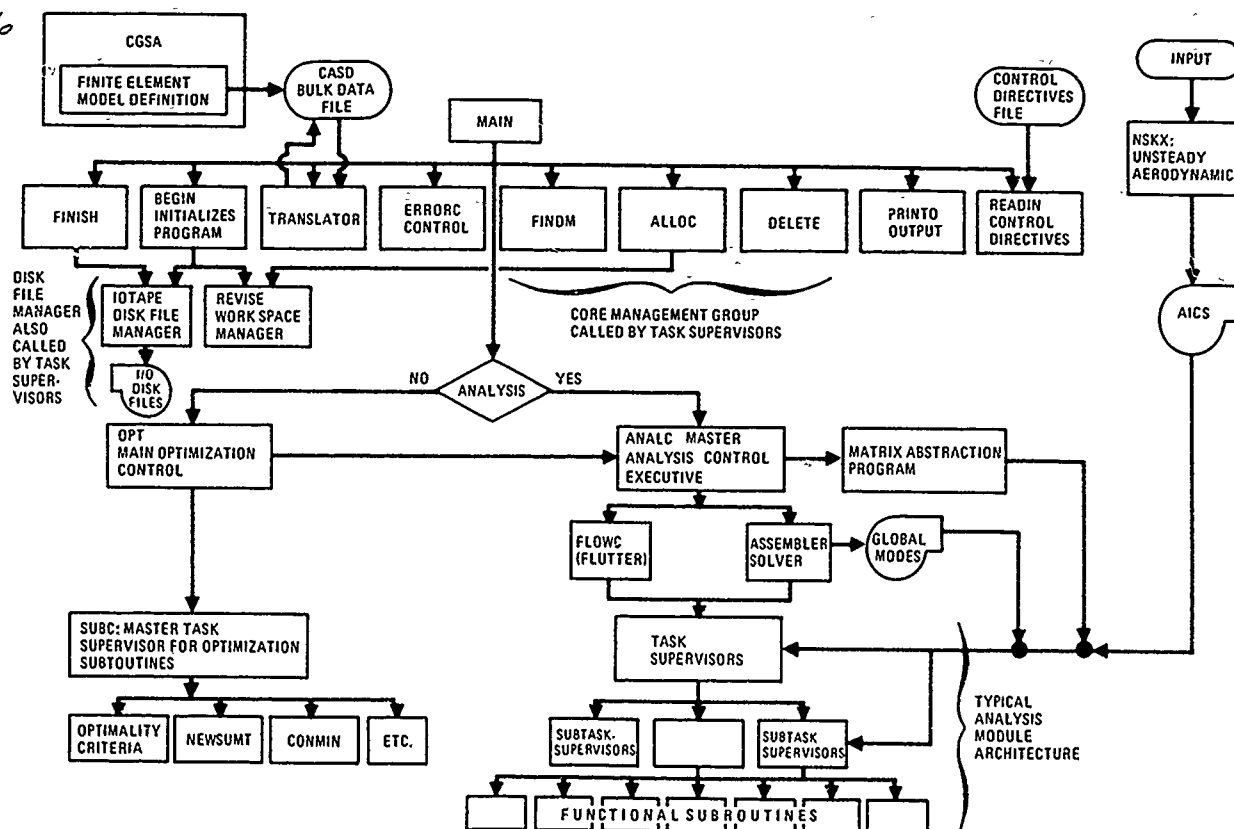 CGSA
FINITE ELEMENT
MODEL DEFINITION
CASD
BULK DATA
FILE
MAIN
CONTROL
DIRECTIVES
FILE
INPUT
NSKX:
UNSTEADY
AERODYNAMIC
FINISH
BEGIN
INITIALIZES
PROGRAM
TRANSLATOR
ERRORC
CONTROL
FINDM
ALLOC
DELETE
PRINTO
OUTPUT
READIN
CONTROL
DIRECTIVES
DISK
FILE
MANAGER
ALSO
CALLED
BY TASK
SUPER-
VISORS
IOTAPE
DISK FILE
MANAGER
REVISE
WORK SPACE
MANAGER
CORE MANAGEMENT GROUP
CALLED BY TASK SUPERVISORS
AICS
I/O
DISK
FILES
NO
ANALYSIS
YES
OPT
MAIN OPTIMIZATION
CONTROL
ANALC MASTER
ANALYSIS CONTROL
EXECUTIVE
MATRIX ABSTRACTION
PROGRAM
FLOWC
(FLUTTER)
ASSEMBLER
SOLVER
GLOBAL
MODES
SUBC: MASTER TASK
SUPERVISOR FOR OPTIMIZATION
SUBTOUTINES
TASK
SUPERVISORS
OPTIMALITY
CRITERIA
NEWSUMT
CONMIN
ETC.
SUBTASK-
SUPERVISORS
SUBTASK
SUPERVISORS
TYPICAL
ANALYSIS
MODULE
ARCHITECTURE
FUNCTIONAL SUBROUTINES